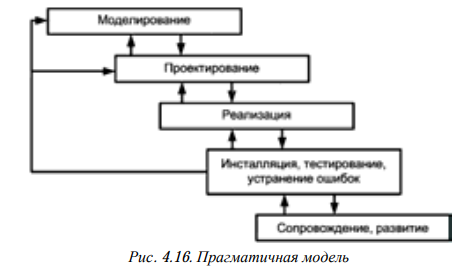 Моделирование
Проектирование
Реализация
Инсталляция, тестирование,
устранение ошибок
Сопровождение, развитие
Рис. 4.16. Прагматичная модель